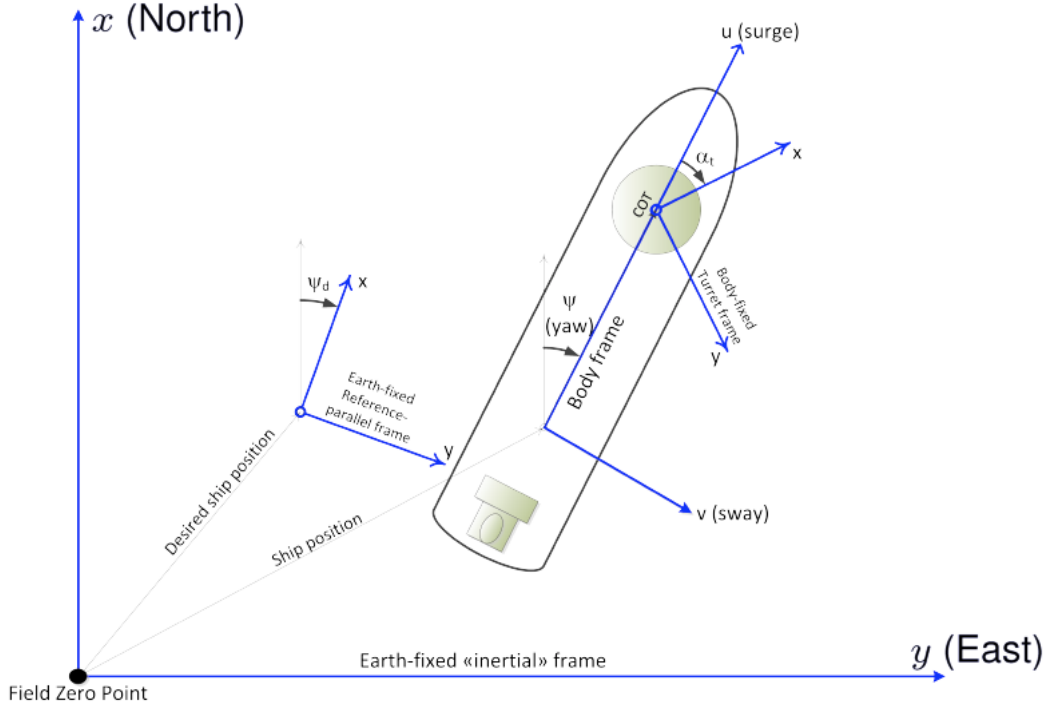 x (North)
u (surge)
αt
x
COT
ψd
x
ψ
(yaw)
Body-fixed
Turret frame
y
Body frame
Earth-fixed
Reference-
parallel frame
y
Desired ship position
Ship position
v (sway)
y (East)
Earth-fixed «inertial» frame
Field Zero Point